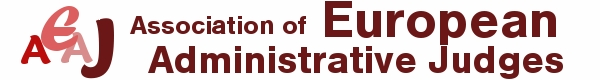 AEAJ
Association of European
Administrative Judges